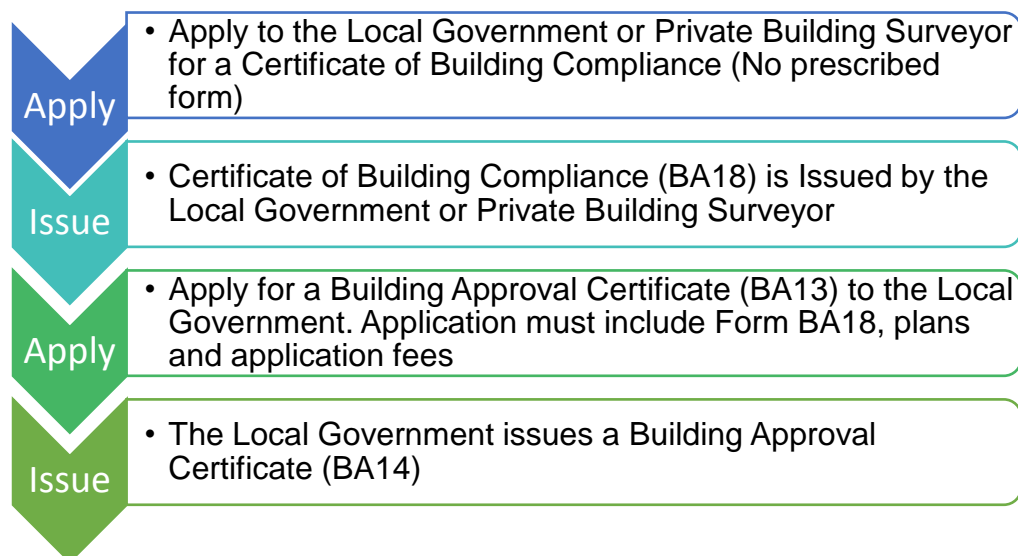 Apply
• Apply to the Local Government or Private Building Surveyor
for a Certificate of Building Compliance (No prescribed
form)
Issue
• Certificate of Building Compliance (BA18) is Issued by the
Local Government or Private Building Surveyor
Apply
• Apply for a Building Approval Certificate (BA13) to the Local
Government. Application must include Form BA18, plans
and application fees
Issue
• The Local Government issues a Building Approval
Certificate (BA14)